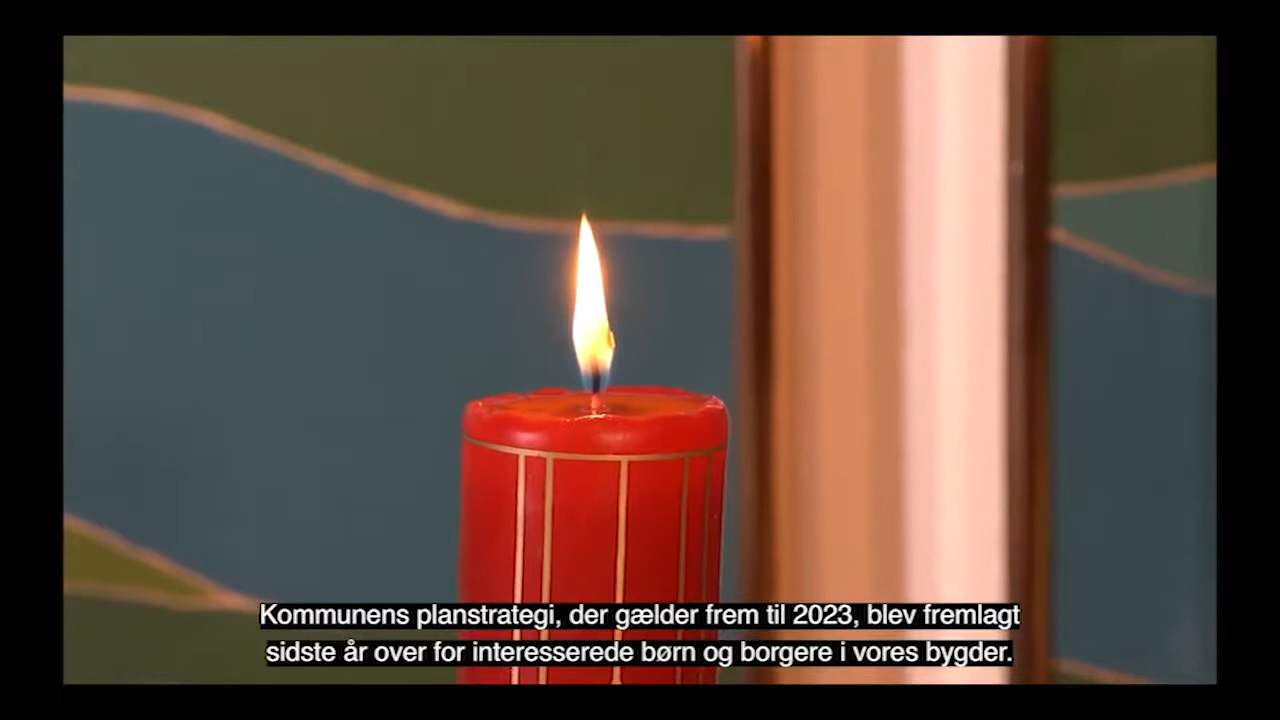 Kommunens planstrategi, der gælder frem til 2023, blev fremlagt
sidste år over for interesserede børn og borgere i vores bygder.